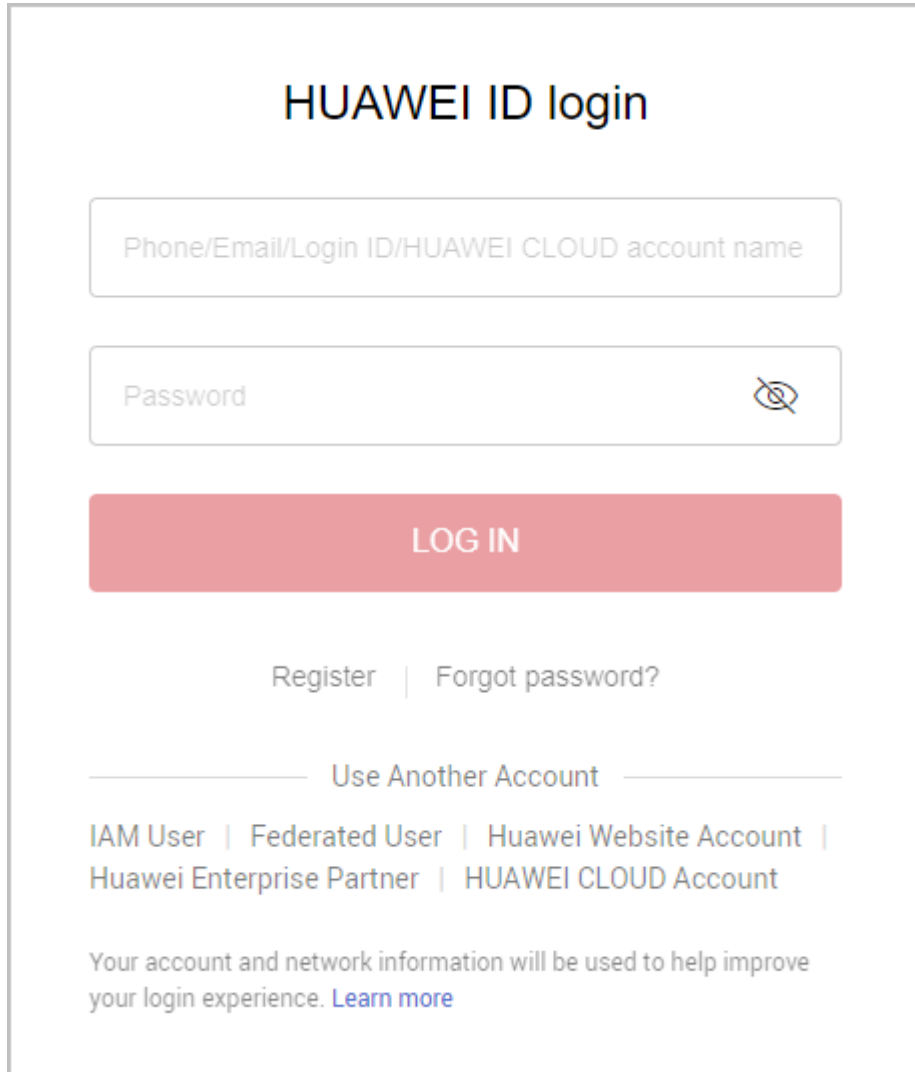 HUAWEI ID login
Phone/Email/Login ID/HUAWEI CLOUD account name
Password
LOG IN
Register | Forgot password?
Use Another Account
IAM User | Federated User | Huawei Website Account |
Huawei Enterprise Partner | HUAWEI CLOUD Account
Your account and network information will be used to help improve
your login experience. Learn more